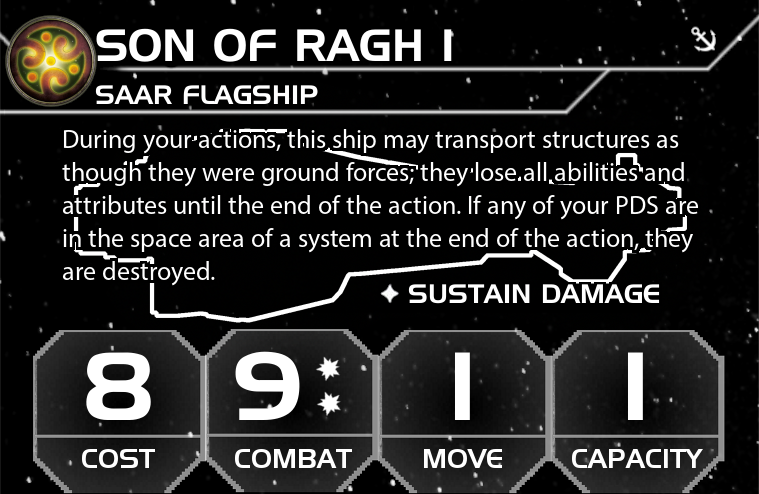 SON OF RAGH I
SAAR FLAGSHIP
During your actions, this ship may transport structures as
though they were ground forces; they lose all abilities and
attributes until the end of the action. If any of your PDS are
in the space area of a system at the end of the action, they
are destroyed.
SUSTAIN DAMAGE
8 9 1 1
COST COMBAT MOVE CAPACITY